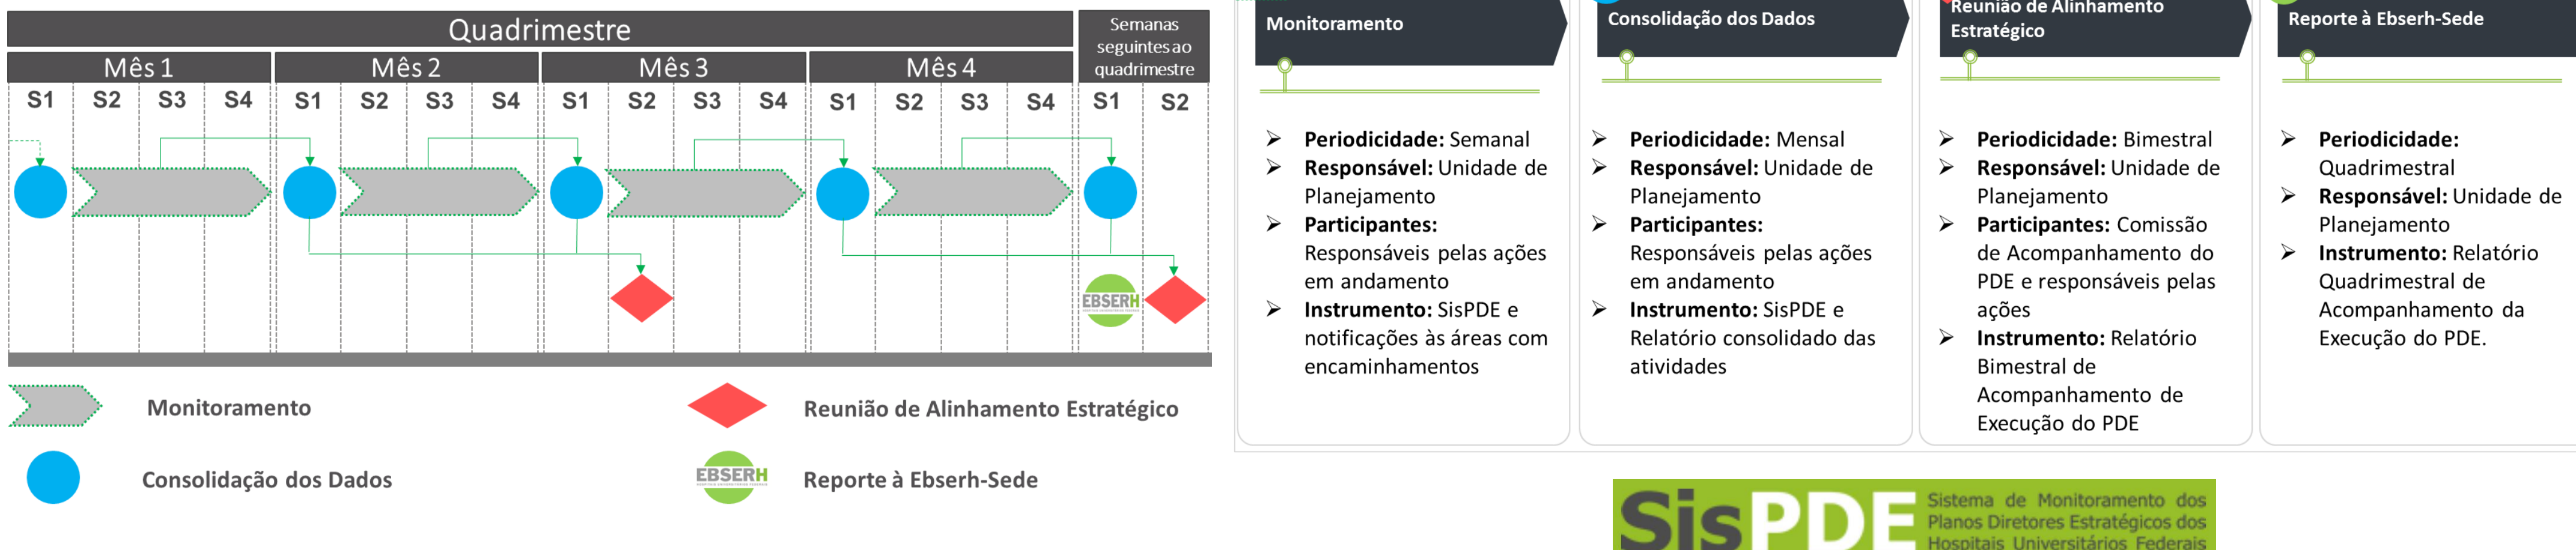 Quadrimestre
Semanas
seguintes ao
quadrimestre
Mês 1
Mês 2
Mês 3
Mês 4
S1 S2 S3 S4 S1 S2 S3 S4 S1 S2 S3 S4 S1 S2 S3 S4 S1 S2
EBSERH
Monitoramento
Reunião de Alinhamento Estratégico
Consolidação dos Dados
EBSERH
Reporte à Ebserh-Sede
Monitoramento
➢ Periodicidade: Semanal
➢ Responsável: Unidade de
Planejamento
➢ Participantes:
Responsáveis pelas ações
em andamento
➢ Instrumento: SisPDE e
notificações às áreas com
encaminhamentos
Consolidação dos Dados
➢ Periodicidade: Mensal
➢ Responsável: Unidade de
Planejamento
➢ Participantes:
Responsáveis pelas ações
em andamento
➢ Instrumento: SisPDE e
Relatório consolidado das
atividades
Reunião de Alinhamento
Estratégico
➢ Periodicidade: Bimestral
➢ Responsável: Unidade de
Planejamento
➢ Participantes: Comissão
de Acompanhamento do
PDE e responsáveis pelas
ações
➢ Instrumento: Relatório
Bimestral de
Acompanhamento de
Execução do PDE
Reporte à Ebserh-Sede
➢ Periodicidade:
Quadrimestral
➢ Responsável: Unidade de
Planejamento
➢ Instrumento: Relatório
Quadrimestral de
Acompanhamento da
Execução do PDE.
SisPDE
Sistema de Monitoramento dos
Planos Diretores Estratégicos dos
Hospitais Universitários Federais